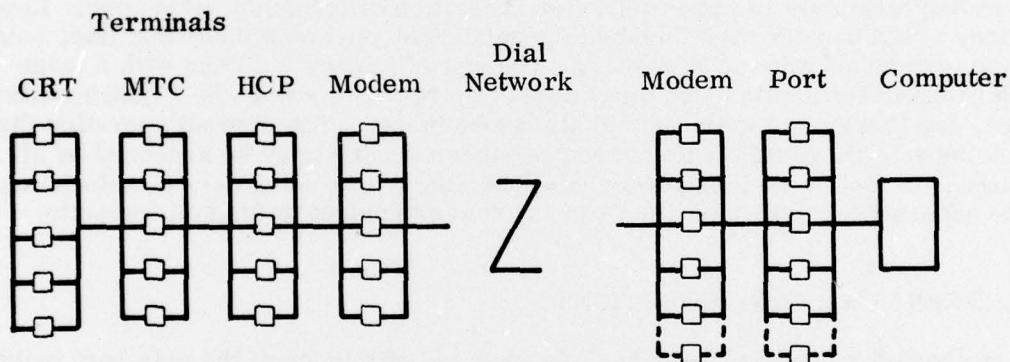 Terminals
Dial
Network
CRT MTC HCP Modem Modem Port Computer